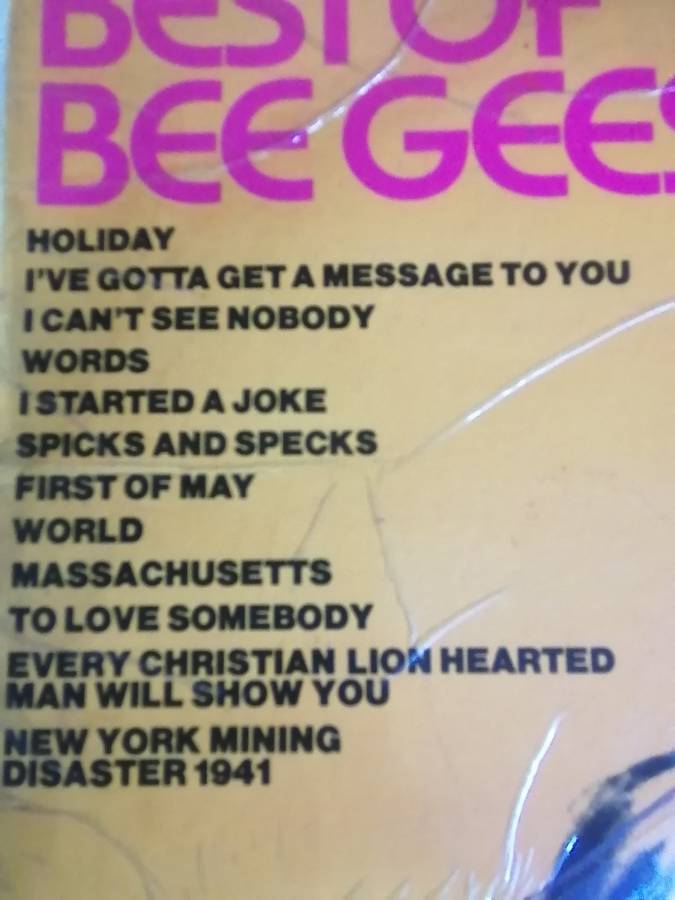 BEST OF
BEE GEES
HOLIDAY
I'VE GOTTA GET A MESSAGE TO YOU
I CAN'T SEE NOBODY
WORDS
I STARTED A JOKE
SPICKS AND SPECKS
FIRST OF MAY
WORLD
MASSACHUSETTS
TO LOVE SOMEBODY
EVERY CHRISTIAN LION HEARTED
MAN WILL SHOW YOU
NEW YORK MINING
DISASTER 1941